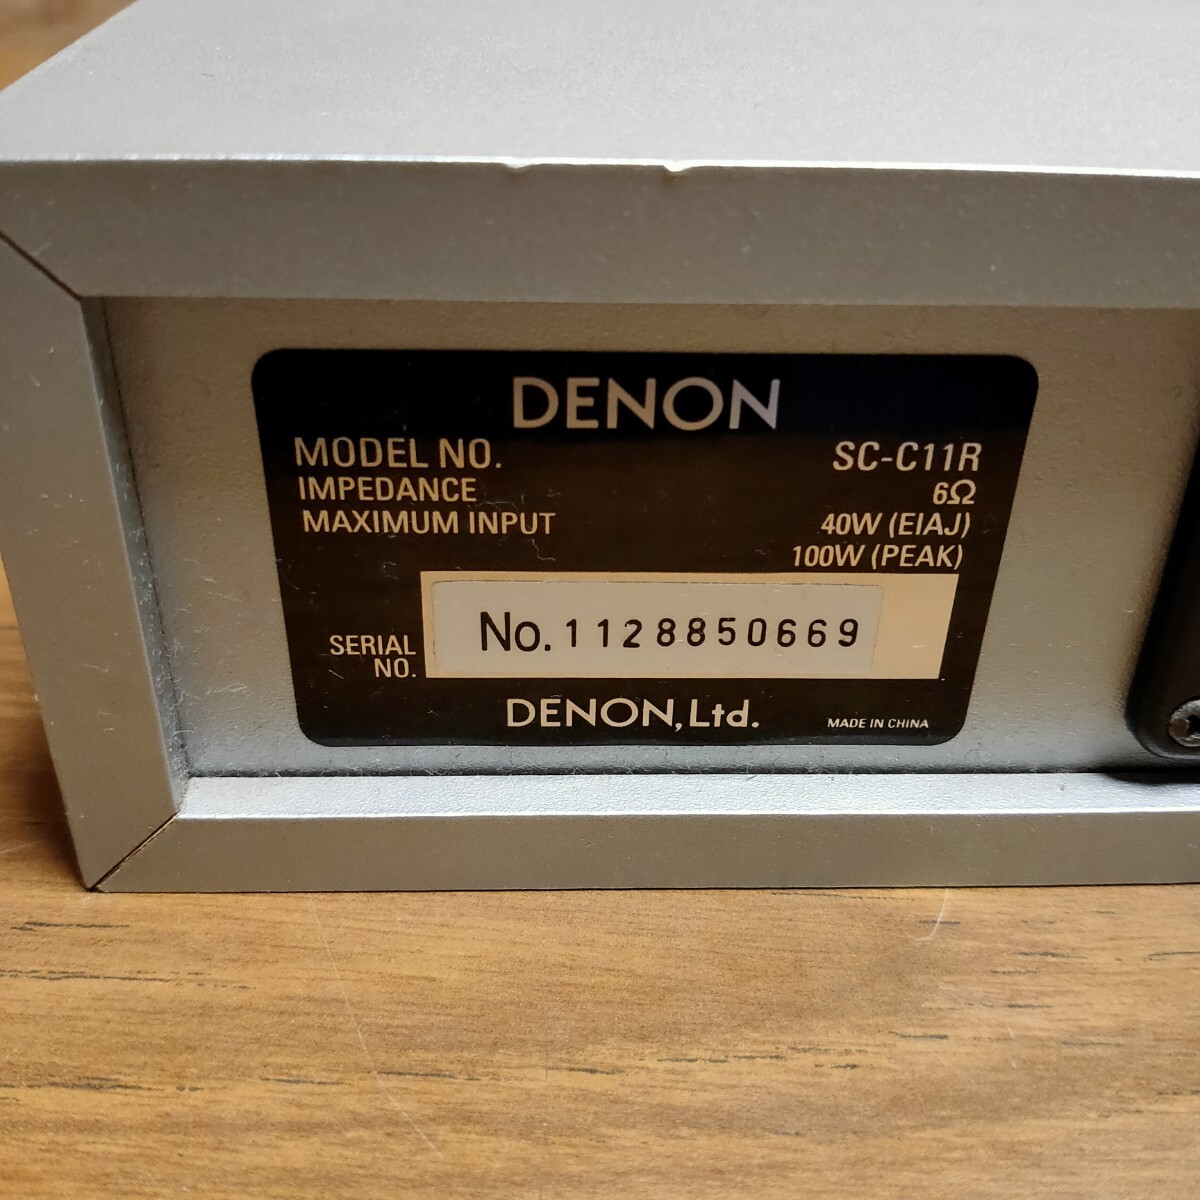 DENON
MODEL NO. SC-C11R
IMPEDANCE 6Ω
MAXIMUM INPUT 40W (EIAJ)
100W (PEAK)
SERIAL NO. No. 1128850669
DENON, Ltd. MADE IN CHINA